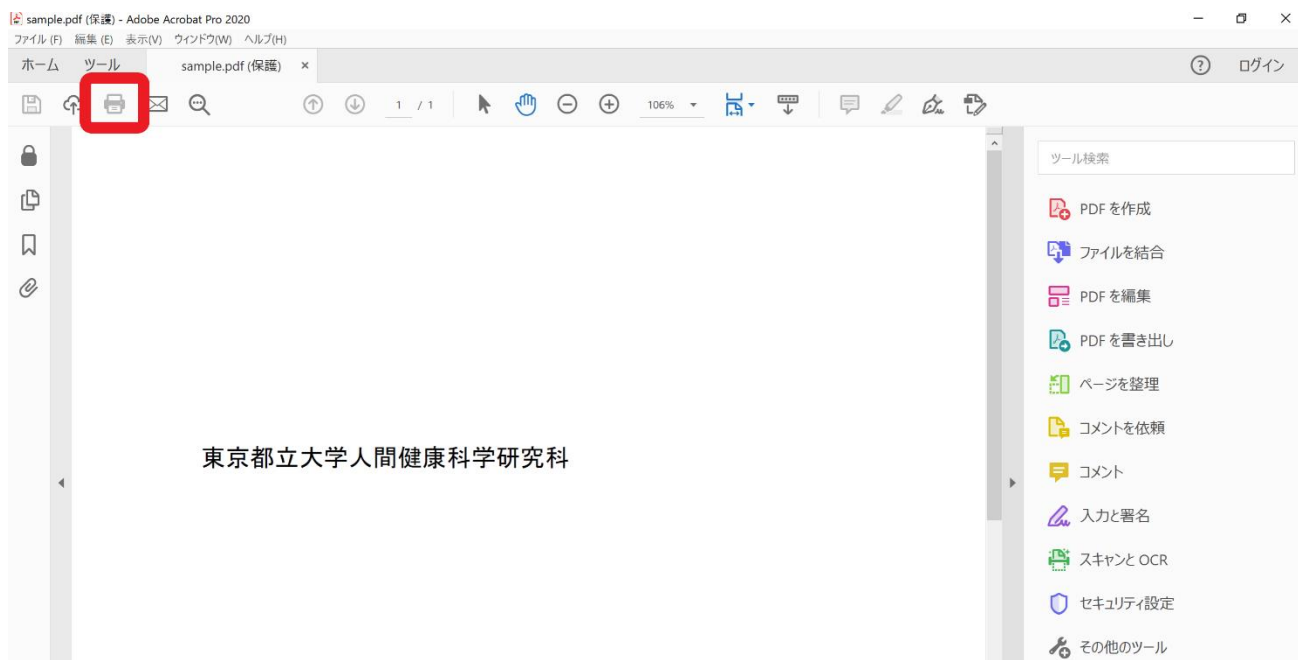 sample.pdf (保護) - Adobe Acrobat Pro 2020
ファイル (F) 編集 (E) 表示(V) ウィンドウ(W) ヘルプ(H)
ホーム ツール sample.pdf (保護) × ログイン
1 / 1 106%
ツール検索
PDF を作成
ファイルを結合
PDF を編集
PDF を書き出し
ページを整理
コメントを依頼
東京都立大学人間健康科学研究科
コメント
入力と署名
スキャンと OCR
セキュリティ設定
その他のツール